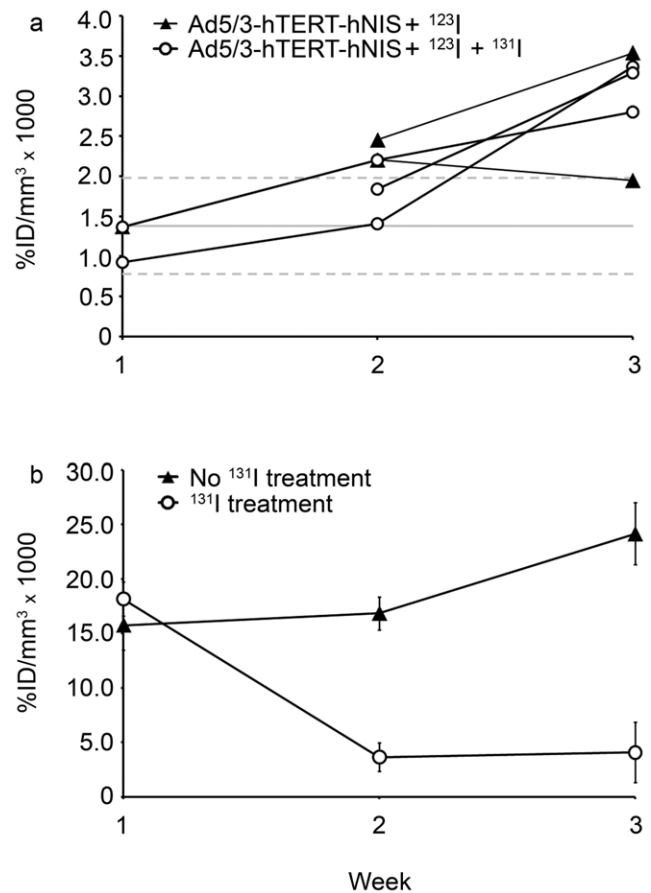 a
▲ Ad5/3-hTERT-hNIS + ¹²³I
○ Ad5/3-hTERT-hNIS + ¹²³I + ¹³¹I
%ID/mm³ x 1000
4.0
3.5
3.0
2.5
2.0
1.5
1.0
0.5
0
1 2 3
b
▲ No ¹³¹I treatment
○ ¹³¹I treatment
%ID/mm³ x 1000
30.0
25.0
20.0
15.0
10.0
5.0
0
1 2 3
Week